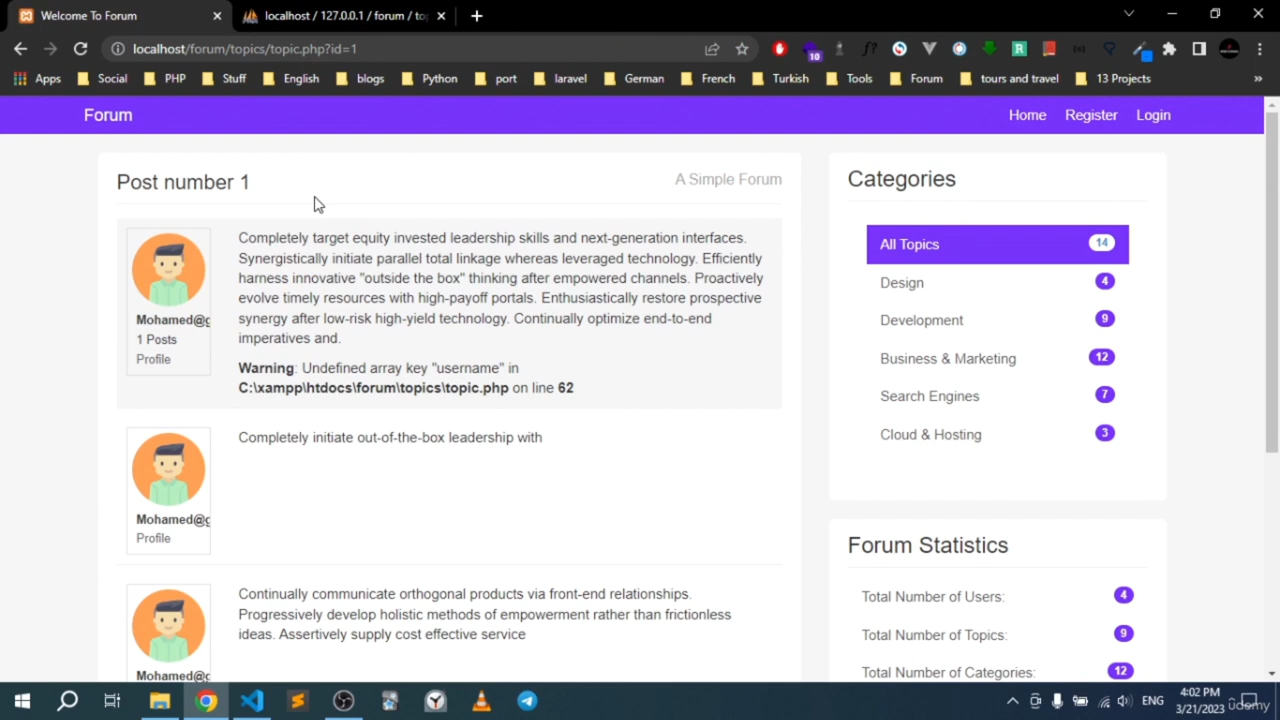 Welcome To Forum
localhost / 127.0.0.1 / forum / to
localhost/forum/topics/topic.php?id=1
10
Apps
Social
PHP
Stuff
English
blogs
Python
port
laravel
German
French
Turkish
Tools
Forum
tours and travel
13 Projects
»
Forum
Home
Register
Login
Post number 1
A Simple Forum
Completely target equity invested leadership skills and next-generation interfaces.
Synergistically initiate parallel total linkage whereas leveraged technology. Efficiently
harness innovative "outside the box" thinking after empowered channels. Proactively
evolve timely resources with high-payoff portals. Enthusiastically restore prospective
synergy after low-risk high-yield technology. Continually optimize end-to-end
imperatives and.
Mohamed@g
1 Posts
Profile
Warning: Undefined array key "username" in
C:\xampp\htdocs\forum\topics\topic.php on line 62
Completely initiate out-of-the-box leadership with
Mohamed@g
Profile
Continually communicate orthogonal products via front-end relationships.
Progressively develop holistic methods of empowerment rather than frictionless
ideas. Assertively supply cost effective service
Mohamed@g
Categories
All Topics 14
Design 4
Development 9
Business & Marketing 12
Search Engines 7
Cloud & Hosting 3
Forum Statistics
Total Number of Users: 4
Total Number of Topics: 9
Total Number of Categories: 12
ENG
4:02 PM
3/21/2023
udemy